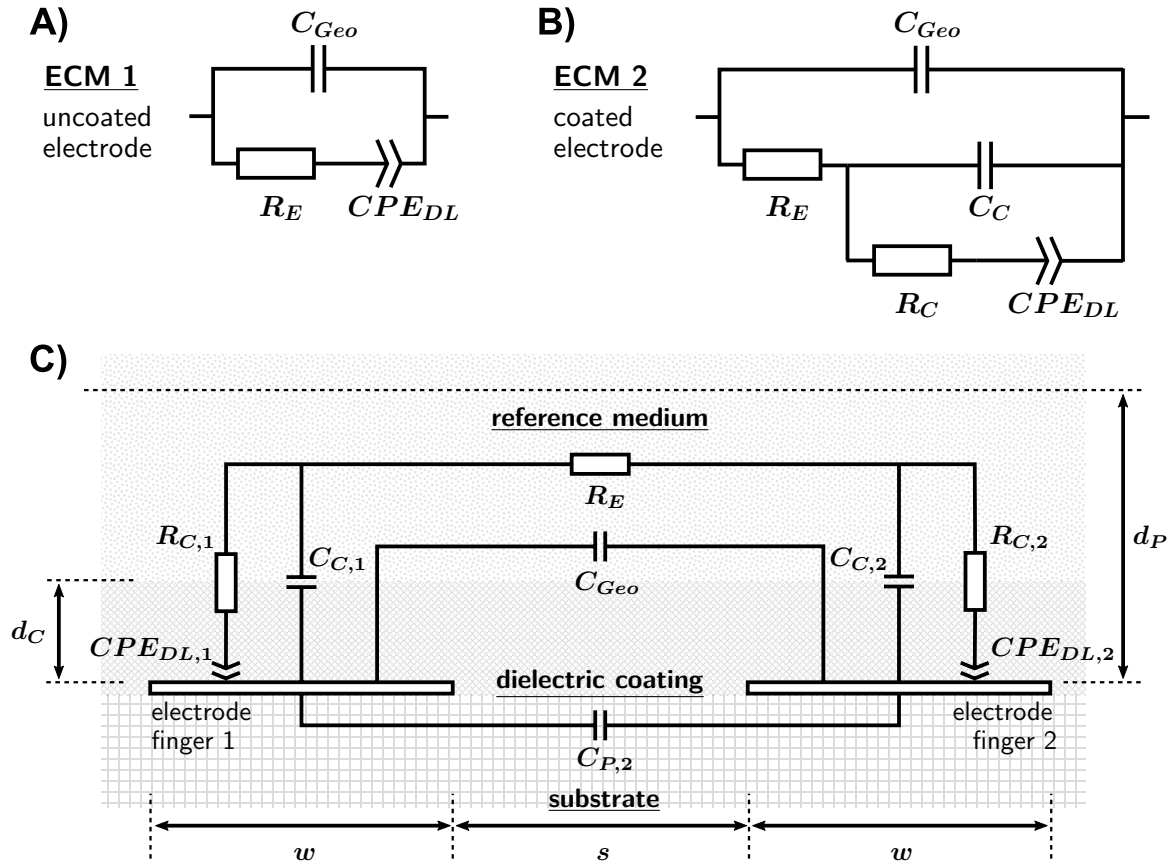 A)
C_Geo
ECM 1
uncoated
electrode
R_E
CPE_DL
B)
C_Geo
ECM 2
coated
electrode
R_E
C_C
R_C
CPE_DL
C)
reference medium
R_E
R_C,1
C_C,1
C_Geo
C_C,2
R_C,2
d_P
d_C
CPE_DL,1
CPE_DL,2
dielectric coating
electrode
finger 1
electrode
finger 2
C_P,2
substrate
w
s
w